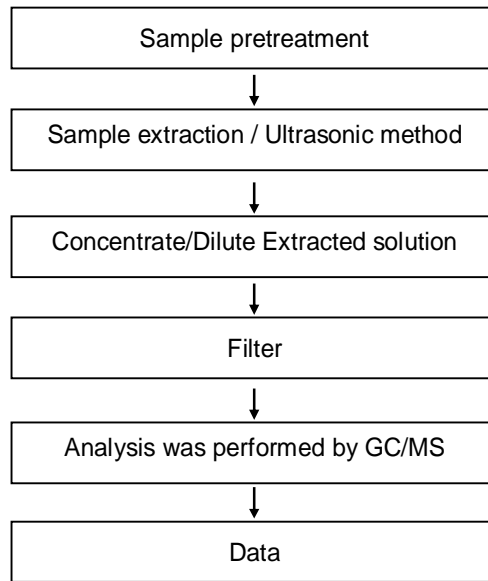 Sample pretreatment
Sample extraction / Ultrasonic method
Concentrate/Dilute Extracted solution
Filter
Analysis was performed by GC/MS
Data